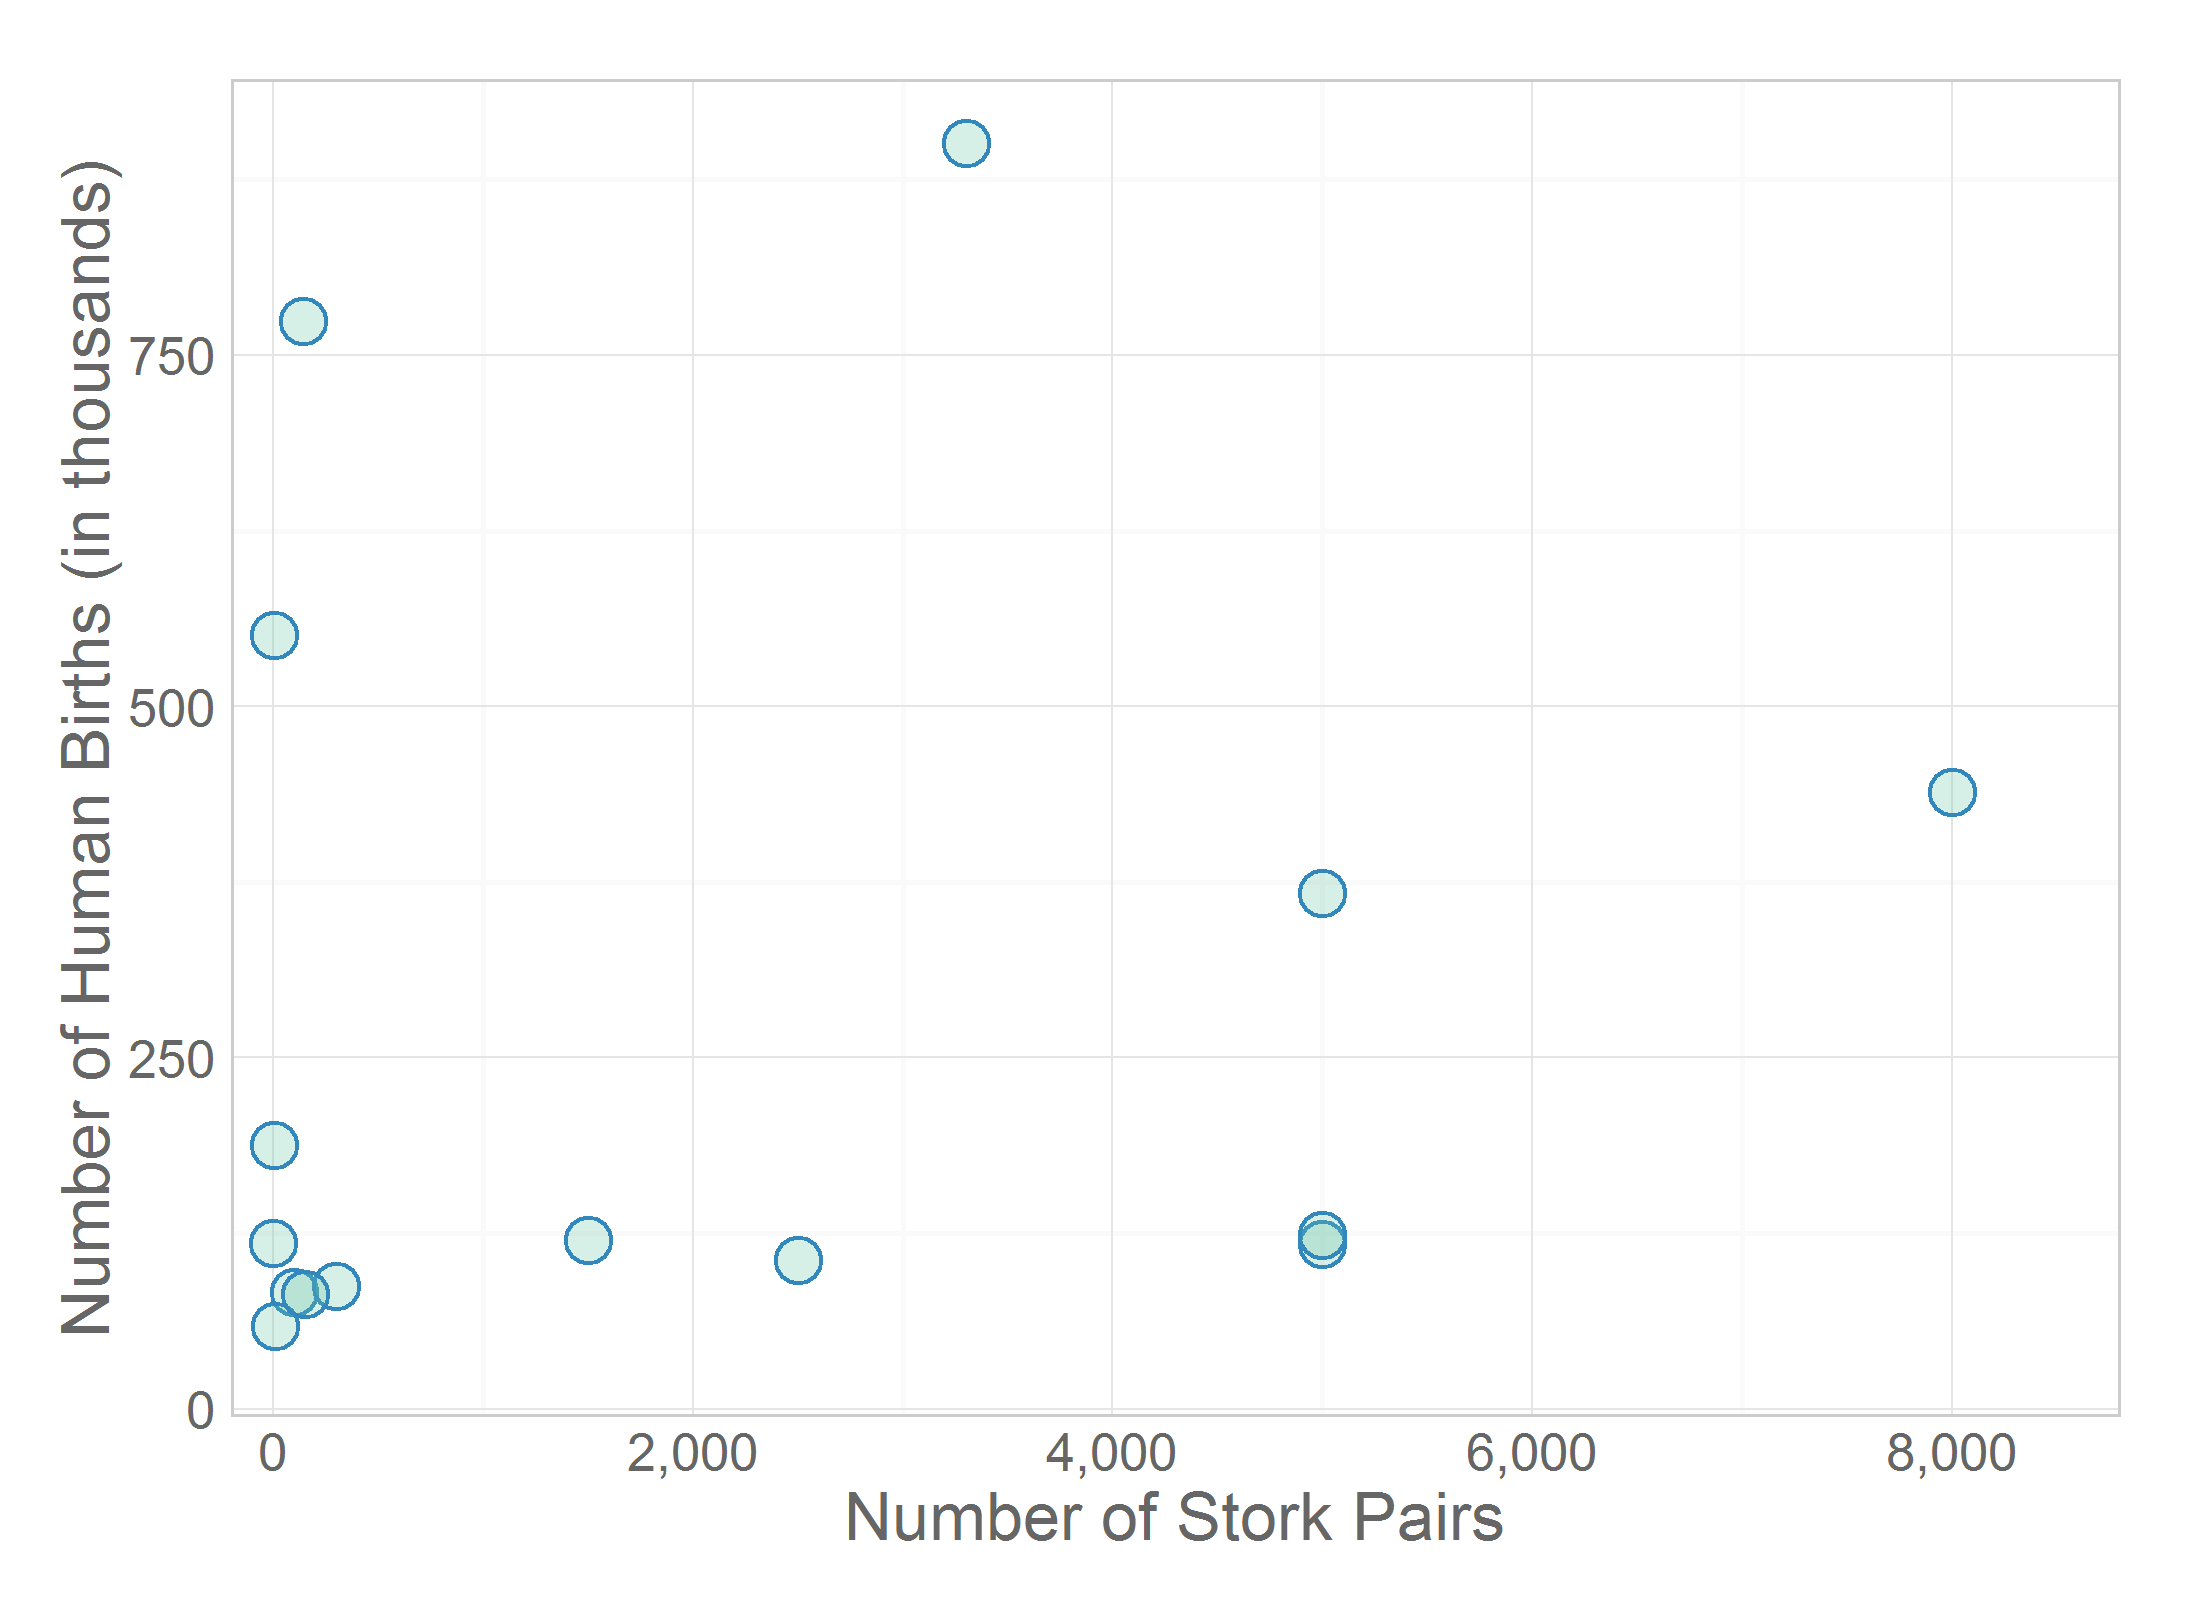 Number of Human Births (in thousands)
750
500
250
0
0 2,000 4,000 6,000 8,000
Number of Stork Pairs